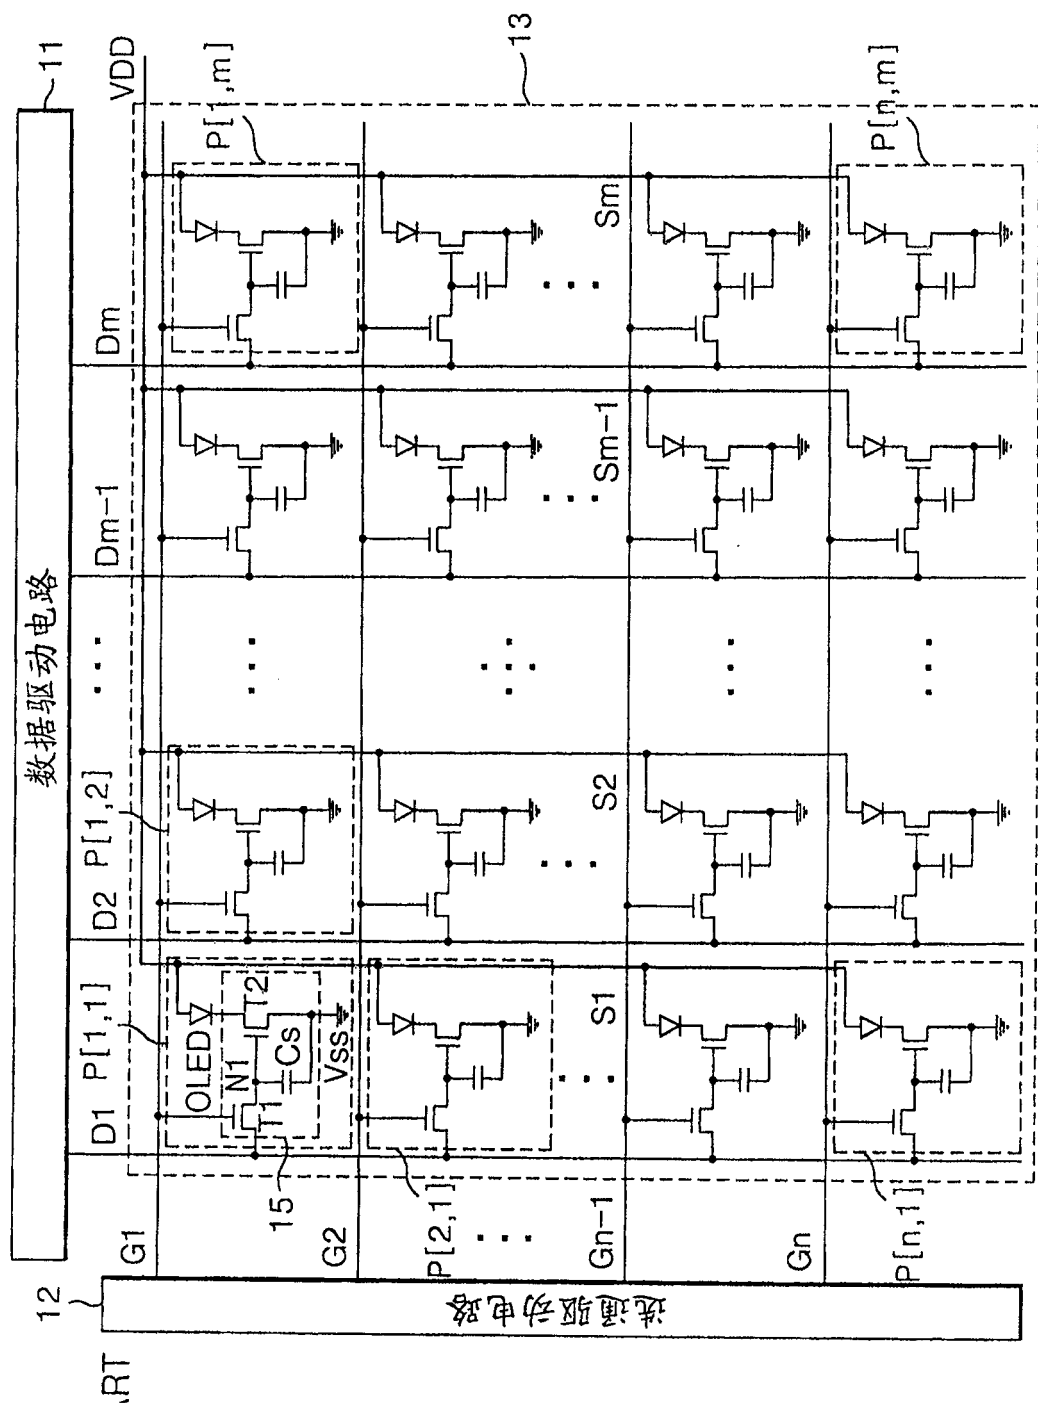 11
数据驱动电路
VDD
D1
P[1,1]
D2
P[1,2]
Dm-1
Dm
P[1,m]
13
12
选通驱动电路
G1
OLED
N1
T1
T2
Cs
Vss
15
G2
P[2,1]
S1
S2
Sm-1
Sm
Gn-1
Gn
P[n,1]
P[n,m]
ART